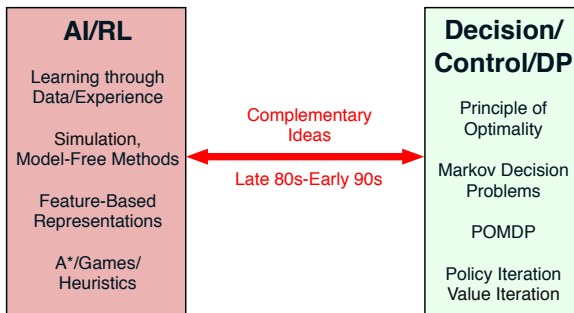 AI/RL
Learning through
Data/Experience
Simulation,
Model-Free Methods
Feature-Based
Representations
A*/Games/
Heuristics
Complementary
Ideas
Late 80s-Early 90s
Decision/
Control/DP
Principle of
Optimality
Markov Decision
Problems
POMDP
Policy Iteration
Value Iteration